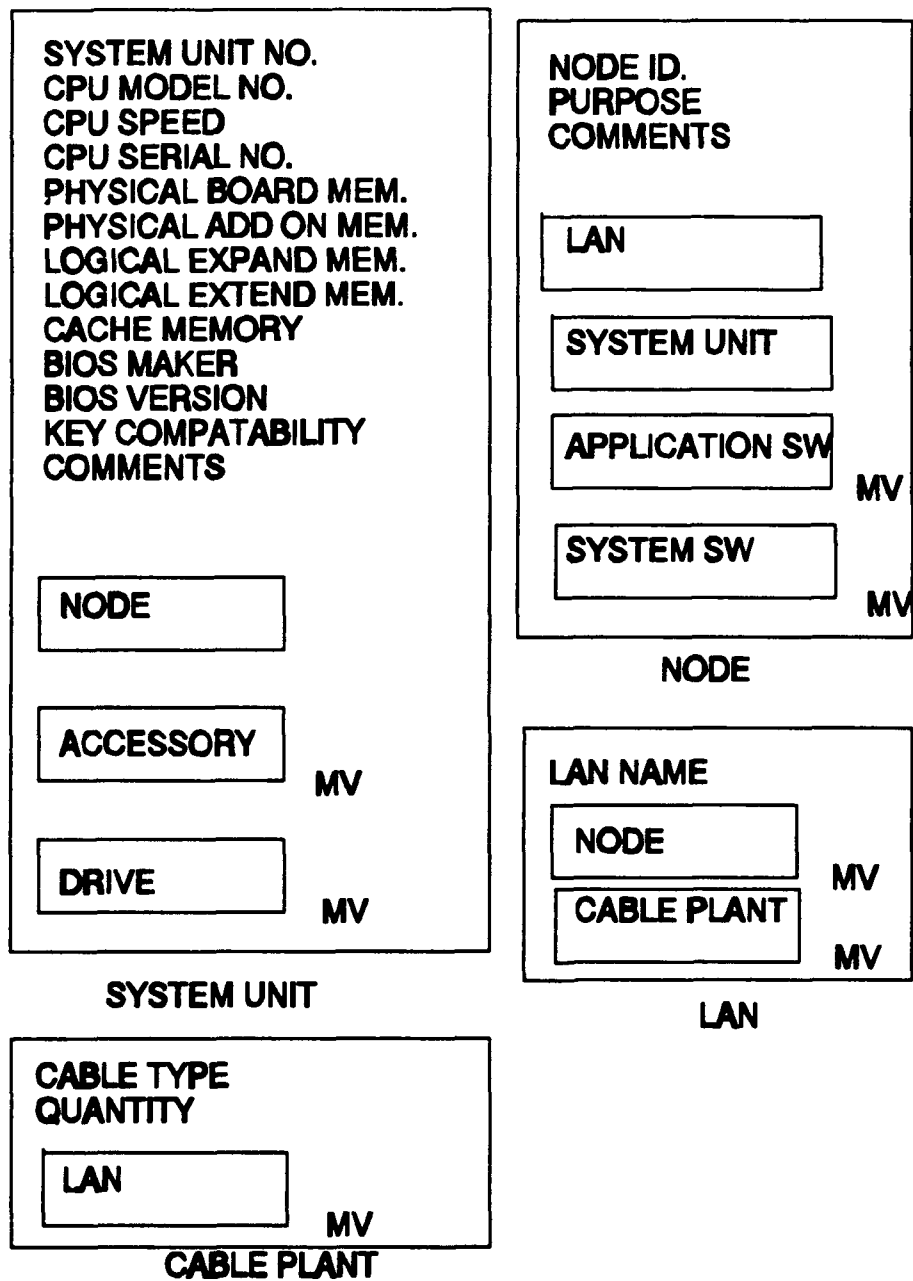 SYSTEM UNIT NO.
CPU MODEL NO.
CPU SPEED
CPU SERIAL NO.
PHYSICAL BOARD MEM.
PHYSICAL ADD ON MEM.
LOGICAL EXPAND MEM.
LOGICAL EXTEND MEM.
CACHE MEMORY
BIOS MAKER
BIOS VERSION
KEY COMPATABILITY
COMMENTS
NODE
ACCESSORY
MV
DRIVE
MV
SYSTEM UNIT
NODE ID.
PURPOSE
COMMENTS
LAN
SYSTEM UNIT
APPLICATION SW
MV
SYSTEM SW
MV
NODE
LAN NAME
NODE
MV
CABLE PLANT
MV
LAN
CABLE TYPE
QUANTITY
LAN
MV
CABLE PLANT